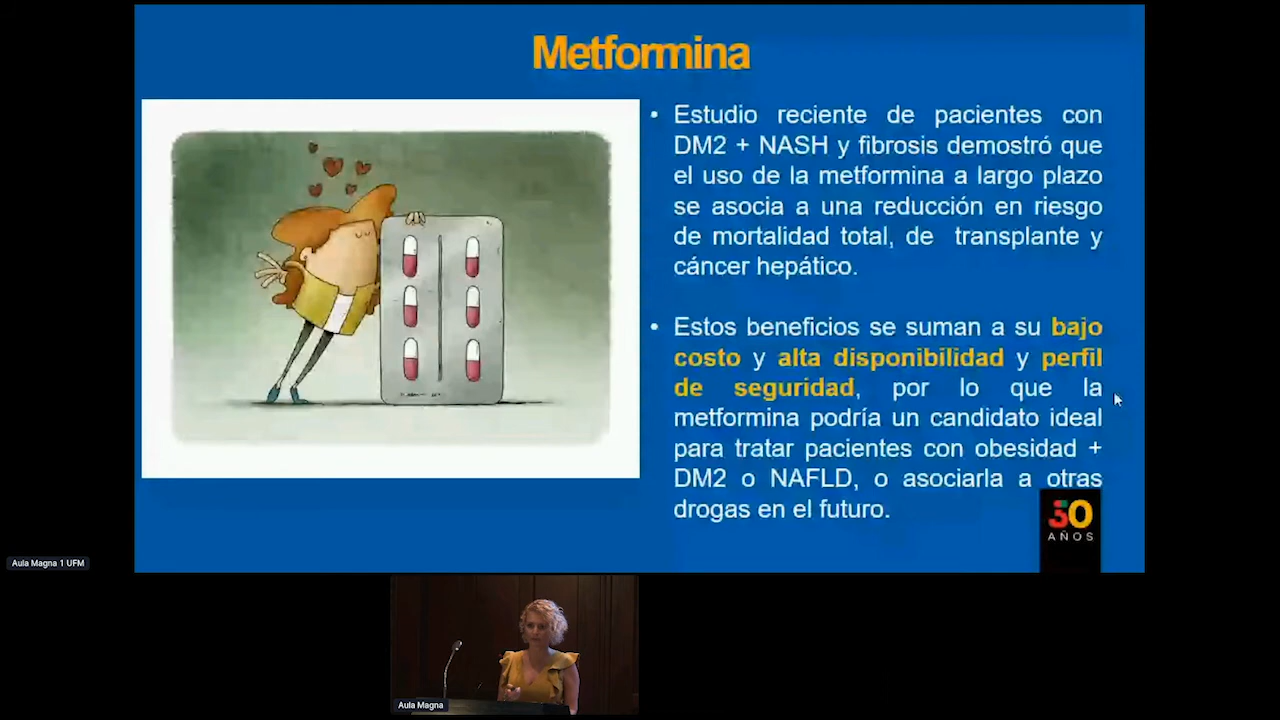 Metformina
• Estudio reciente de pacientes con
DM2 + NASH y fibrosis demostró que
el uso de la metformina a largo plazo
se asocia a una reducción en riesgo
de mortalidad total, de transplante y
cáncer hepático.
• Estos beneficios se suman a su bajo
costo y alta disponibilidad y perfil
de seguridad, por lo que la
metformina podría un candidato ideal
para tratar pacientes con obesidad +
DM2 o NAFLD, o asociarla a otras
drogas en el futuro.
30
AÑOS
Aula Magna 1 UFM
Aula Magna